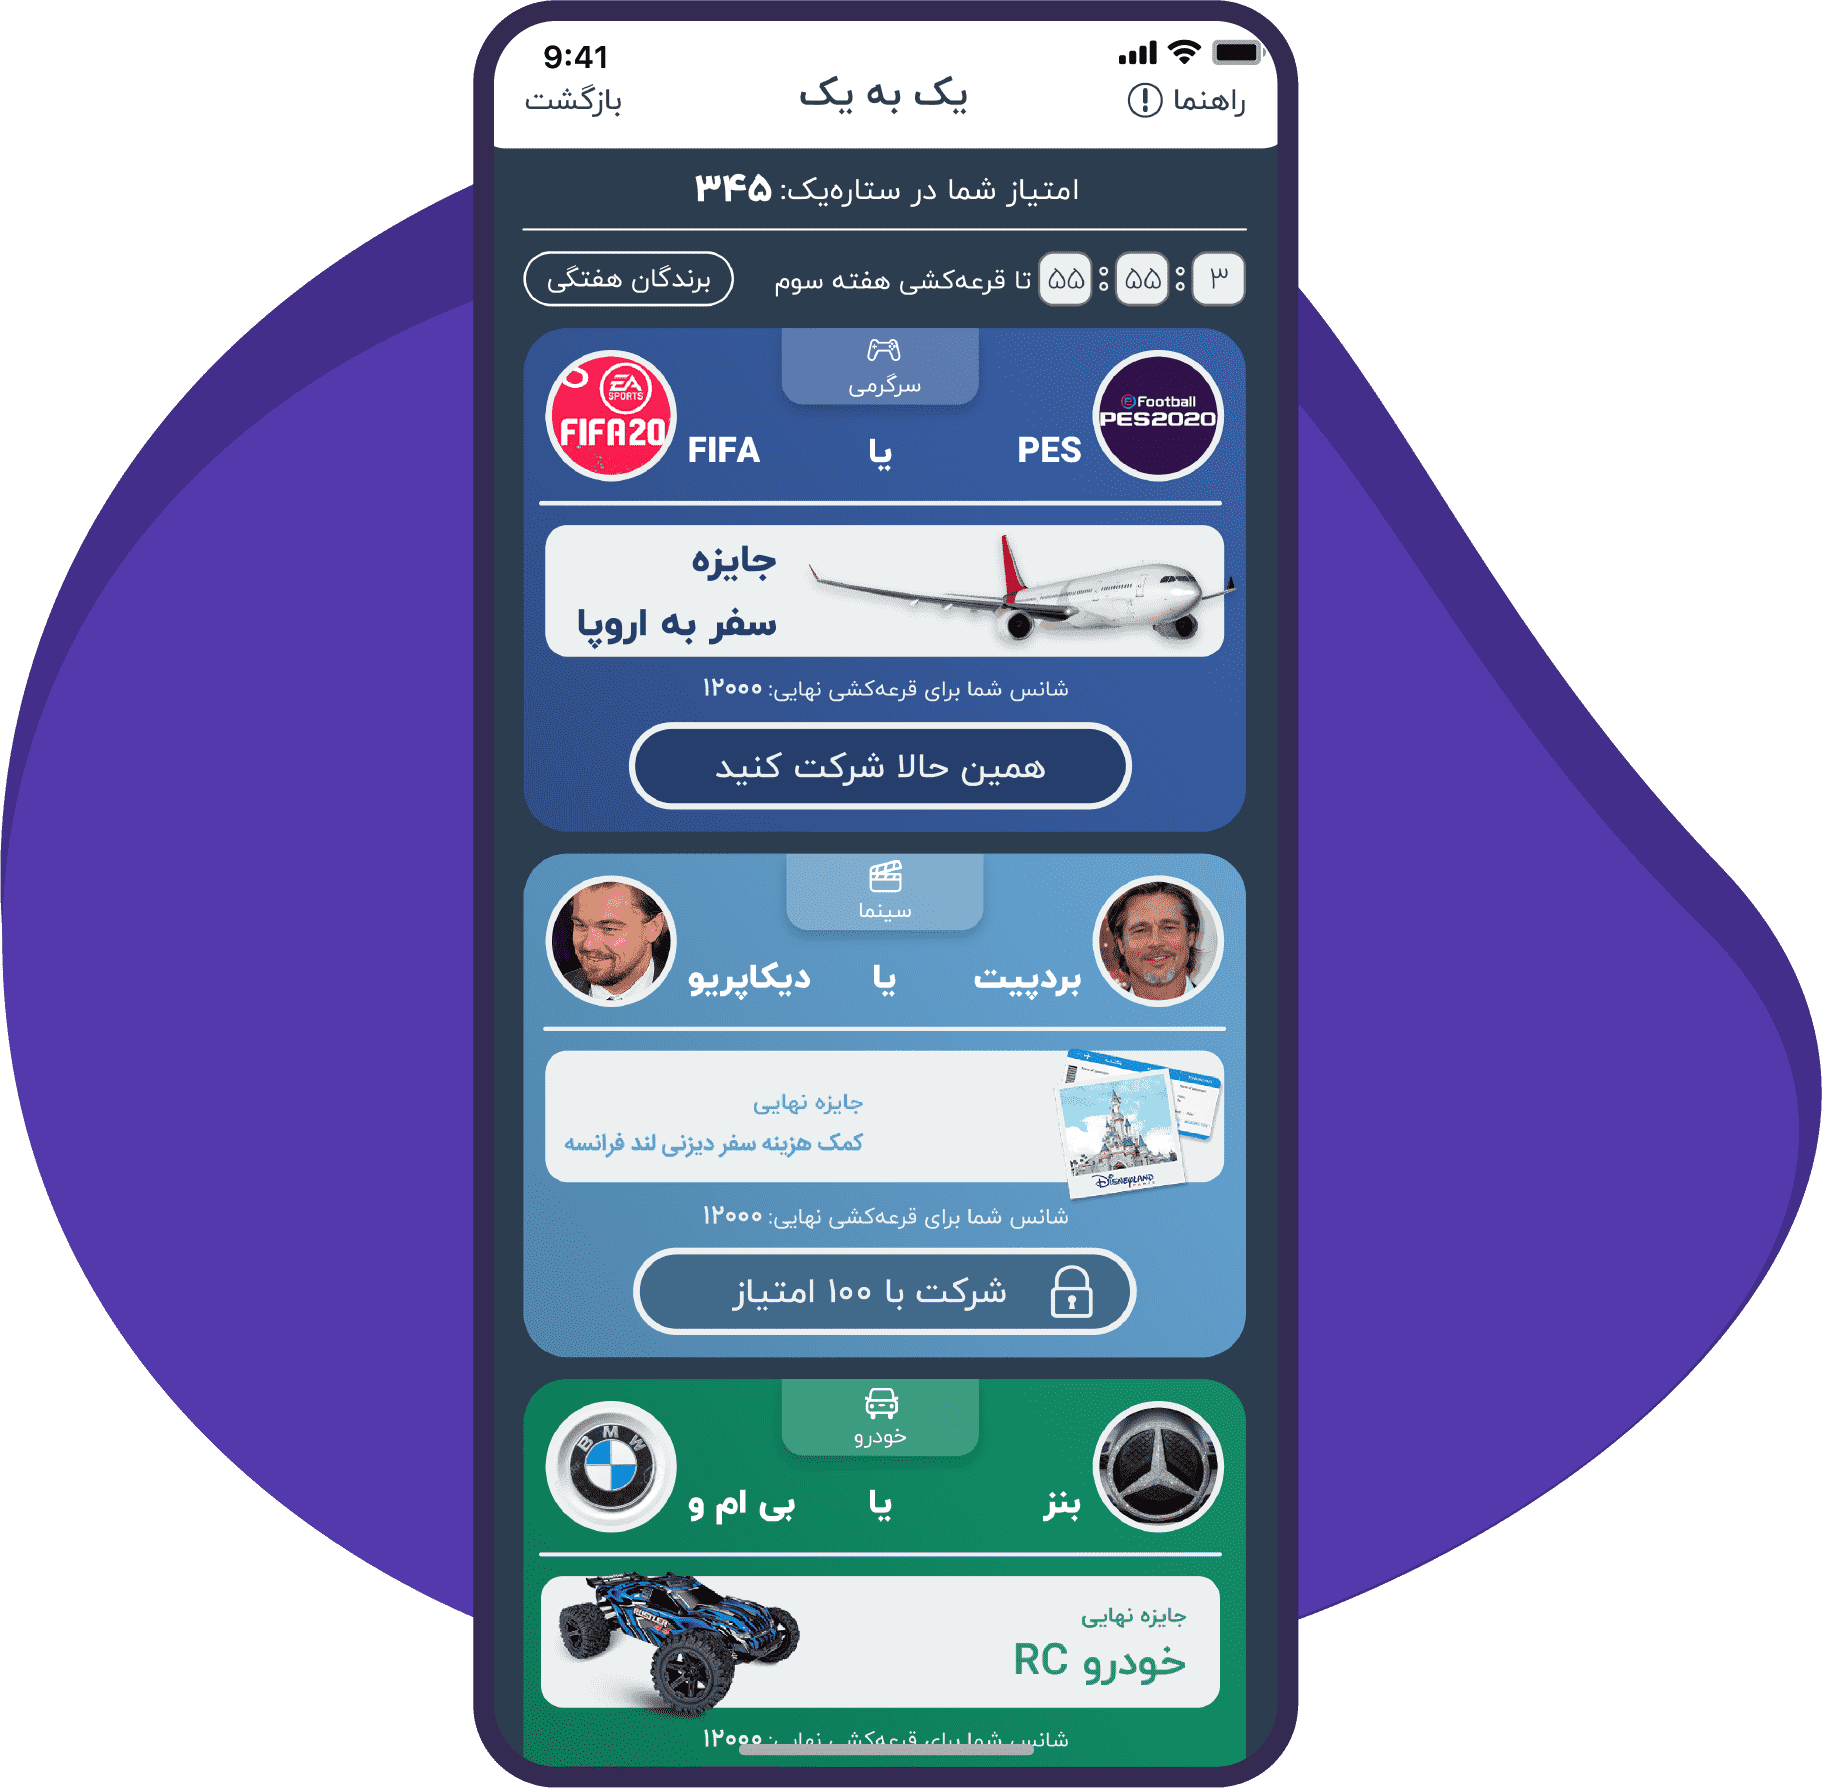 9:41
راهنما
یک به یک
بازگشت
امتیاز شما در ستاره‌یک: ۳۴۵
۳ : ۵۵ : ۵۵ تا قرعه‌کشی هفته سوم
برندگان هفتگی
سرگرمی
eFootball
PES2020
EA
SPORTS
FIFA20
PES یا FIFA
جایزه
سفر به اروپا
شانس شما برای قرعه‌کشی نهایی: ۱۲۰۰۰
همین حالا شرکت کنید
سینما
بردپیت یا دیکاپریو
جایزه نهایی
کمک هزینه سفر دیزنی لند فرانسه
DISNEYLAND
PARIS
شانس شما برای قرعه‌کشی نهایی: ۱۲۰۰۰
شرکت با ۱۰۰ امتیاز
خودرو
BMW
بنز یا بی ام و
جایزه نهایی
خودرو RC
RUSTLER
شانس شما برای قرعه‌کشی نهایی: ۱۲۰۰۰